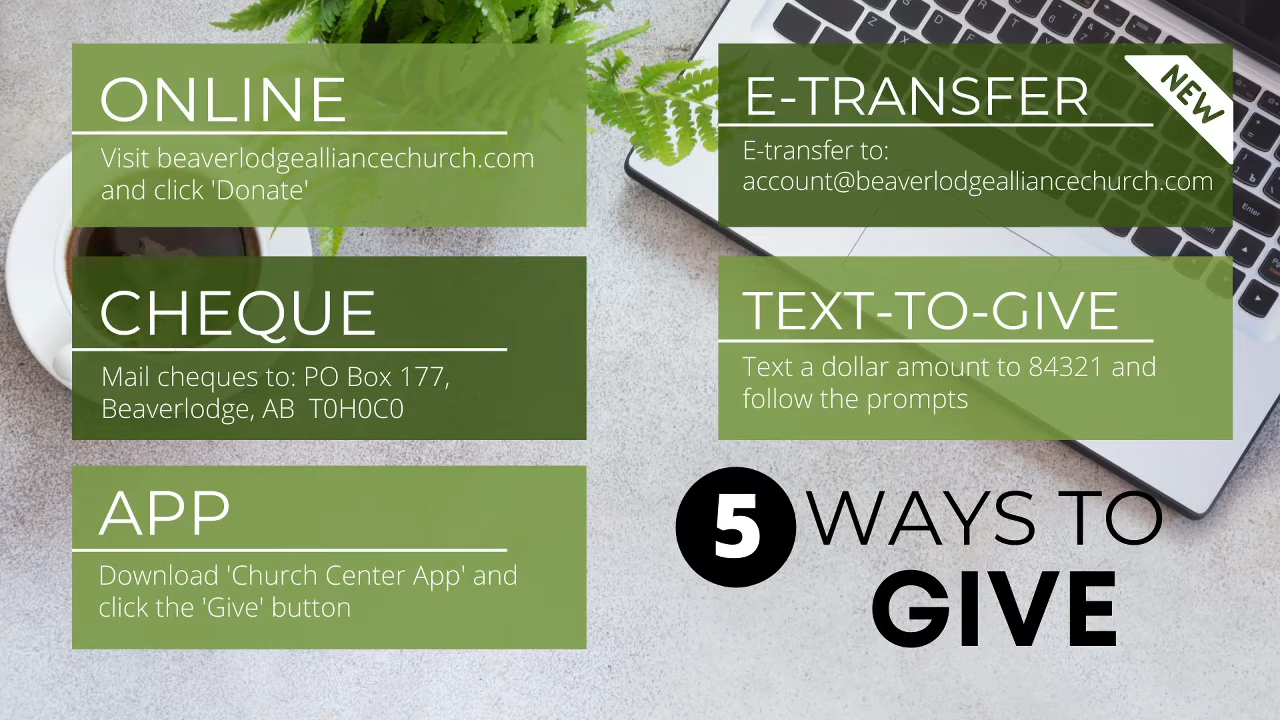 ONLINE
Visit beaverlodgealliancechurch.com
and click 'Donate'
CHEQUE
Mail cheques to: PO Box 177,
Beaverlodge, AB  T0H0C0
APP
Download 'Church Center App' and
click the 'Give' button
E-TRANSFER
NEW
E-transfer to:
account@beaverlodgealliancechurch.com
TEXT-TO-GIVE
Text a dollar amount to 84321 and
follow the prompts
5 WAYS TO
GIVE